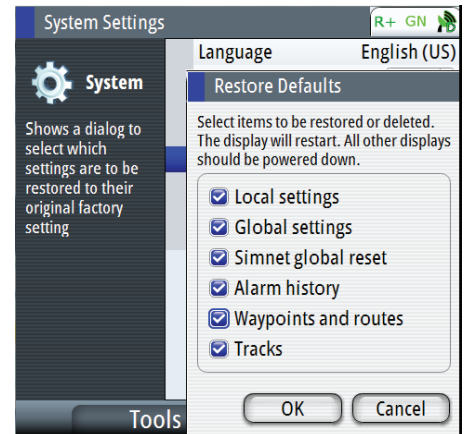 System Settings
R+ GN
Language English (US)
System
Restore Defaults
Shows a dialog to
select which
settings are to be
restored to their
original factory
setting
Select items to be restored or deleted.
The display will restart. All other displays
should be powered down.
Local settings
Global settings
Simnet global reset
Alarm history
Waypoints and routes
Tracks
OK Cancel
Tools